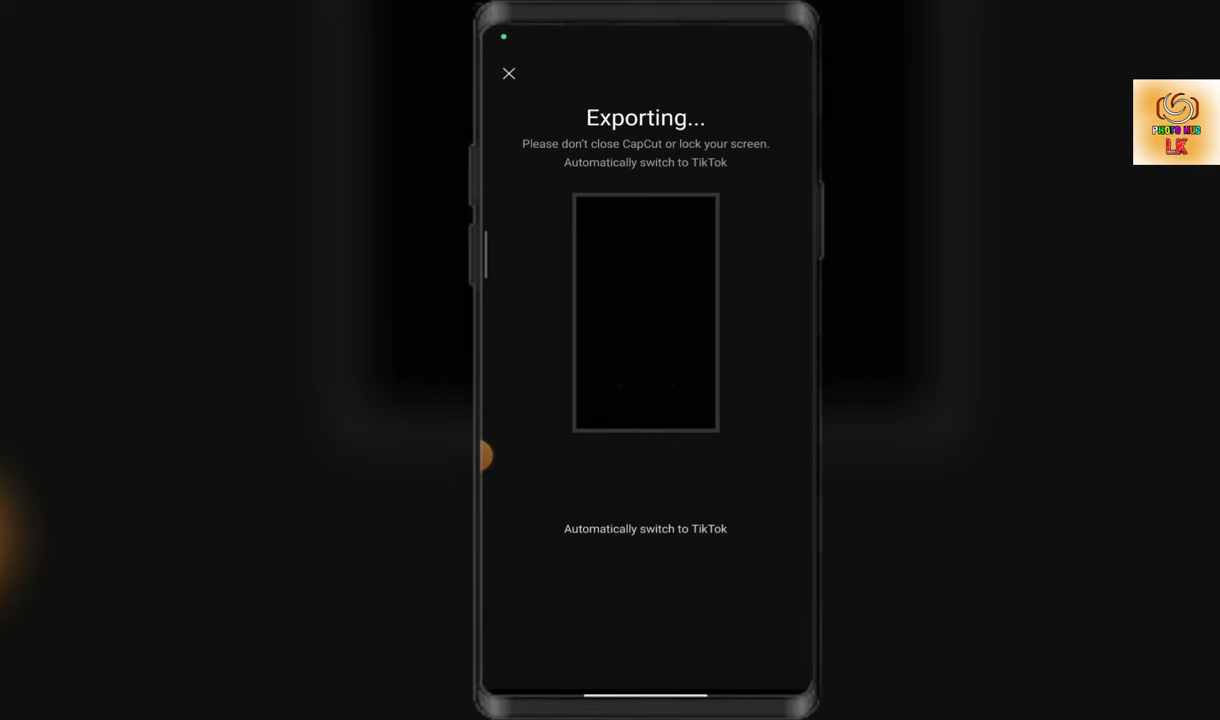 Exporting...
Please don't close CapCut or lock your screen.
Automatically switch to TikTok
PHOTO HUB
LK
Automatically switch to TikTok